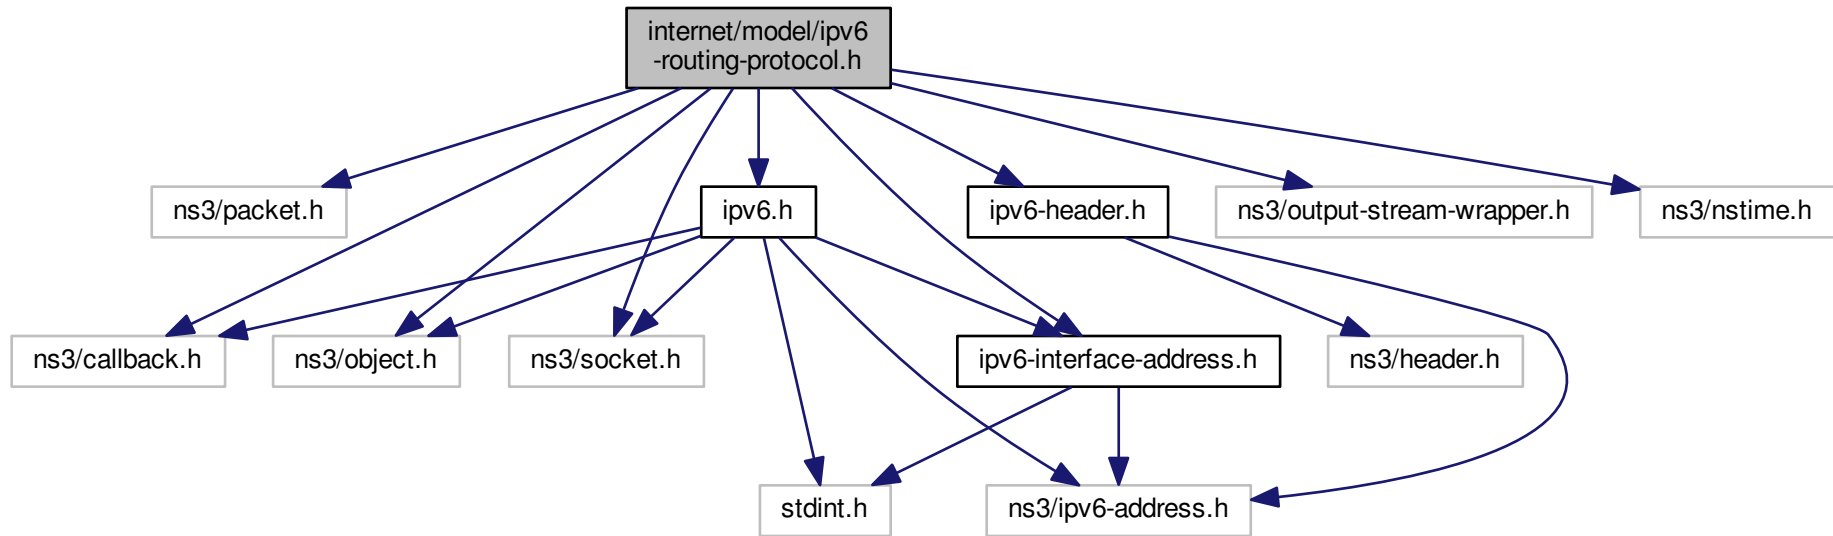 internet/model/ipv6
-routing-protocol.h
ns3/packet.h
ipv6.h
ipv6-header.h
ns3/output-stream-wrapper.h
ns3/nstime.h
ns3/callback.h
ns3/object.h
ns3/socket.h
ipv6-interface-address.h
ns3/header.h
stdint.h
ns3/ipv6-address.h